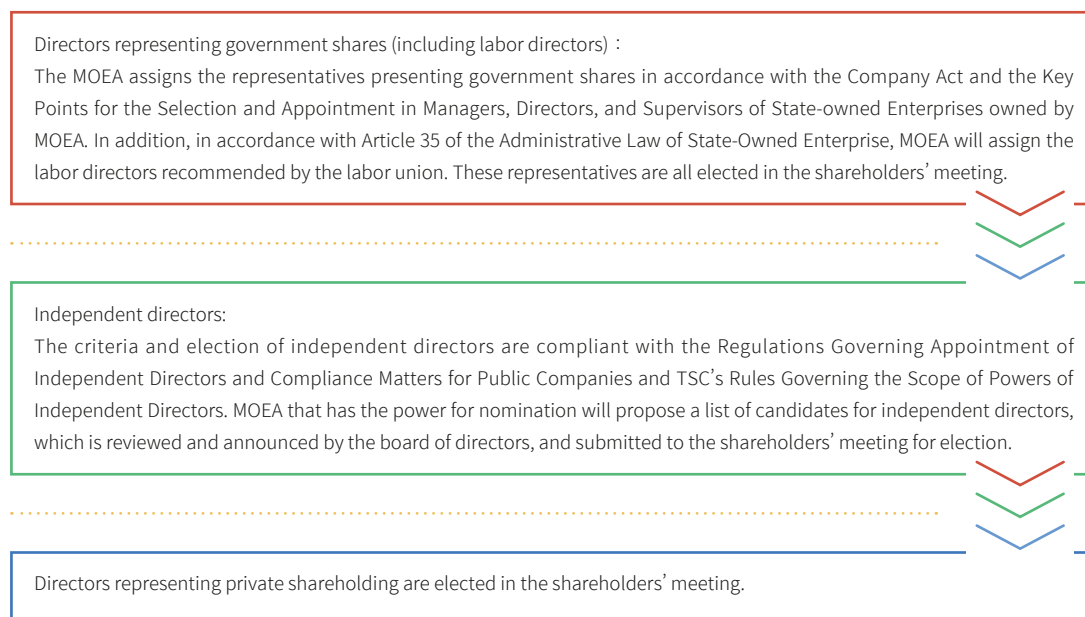 Directors representing government shares (including labor directors)：
The MOEA assigns the representatives presenting government shares in accordance with the Company Act and the Key
Points for the Selection and Appointment in Managers, Directors, and Supervisors of State-owned Enterprises owned by
MOEA. In addition, in accordance with Article 35 of the Administrative Law of State-Owned Enterprise, MOEA will assign the
labor directors recommended by the labor union. These representatives are all elected in the shareholders’ meeting.
Independent directors:
The criteria and election of independent directors are compliant with the Regulations Governing Appointment of
Independent Directors and Compliance Matters for Public Companies and TSC’s Rules Governing the Scope of Powers of
Independent Directors. MOEA that has the power for nomination will propose a list of candidates for independent directors,
which is reviewed and announced by the board of directors, and submitted to the shareholders’ meeting for election.
Directors representing private shareholding are elected in the shareholders’ meeting.